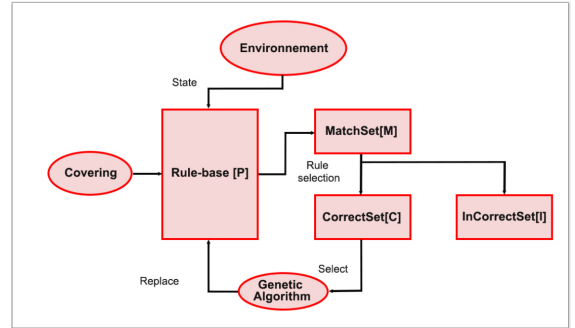 Environnement
State
MatchSet[M]
Rule
selection
Covering
Rule-base [P]
CorrectSet[C]
InCorrectSet[I]
Select
Replace
Genetic
Algorithm